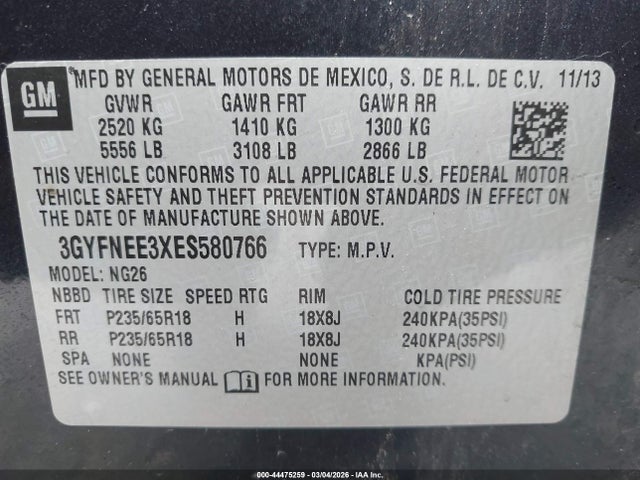 GM
MFD BY GENERAL MOTORS DE MEXICO, S. DE R.L. DE C.V. 11/13
GVWR GAWR FRT GAWR RR
2520 KG 1410 KG 1300 KG
5556 LB 3108 LB 2866 LB
THIS VEHICLE CONFORMS TO ALL APPLICABLE U.S. FEDERAL MOTOR
VEHICLE SAFETY AND THEFT PREVENTION STANDARDS IN EFFECT ON
THE DATE OF MANUFACTURE SHOWN ABOVE.
3GYFNEE3XES580766 TYPE: M.P.V.
MODEL: NG26
NBBD TIRE SIZE SPEED RTG RIM COLD TIRE PRESSURE
FRT P235/65R18 H 18X8J 240KPA(35PSI)
RR P235/65R18 H 18X8J 240KPA(35PSI)
SPA NONE NONE KPA(PSI)
SEE OWNER'S MANUAL FOR MORE INFORMATION.
000-44475259 - 03/04/2026 - IAAI.COM